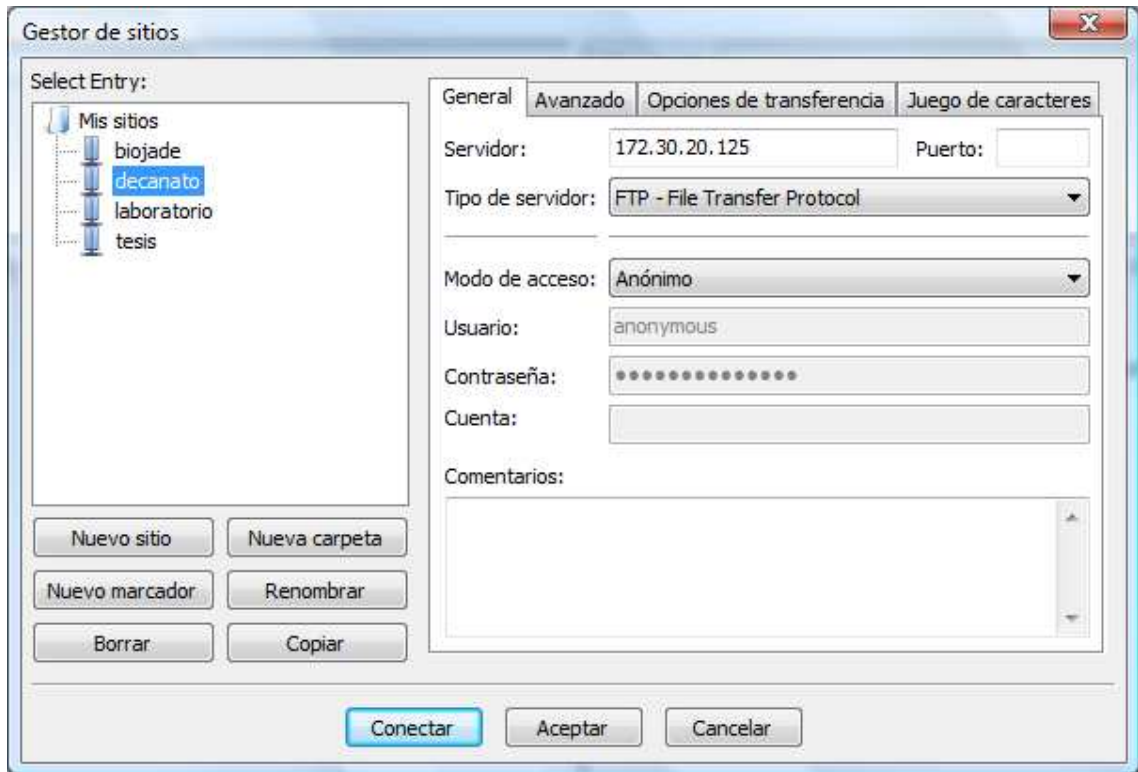 Gestor de sitios
Select Entry:
Mis sitios
biojade
decanato
laboratorio
tesis
Nuevo sitio Nueva carpeta
Nuevo marcador Renombrar
Borrar Copiar
General Avanzado Opciones de transferencia Juego de caracteres
Servidor: 172.30.20.125 Puerto:
Tipo de servidor: FTP - File Transfer Protocol
Modo de acceso: Anónimo
Usuario: anonymous
Contraseña: ●●●●●●●●●●●●●●
Cuenta:
Comentarios:
Conectar Aceptar Cancelar